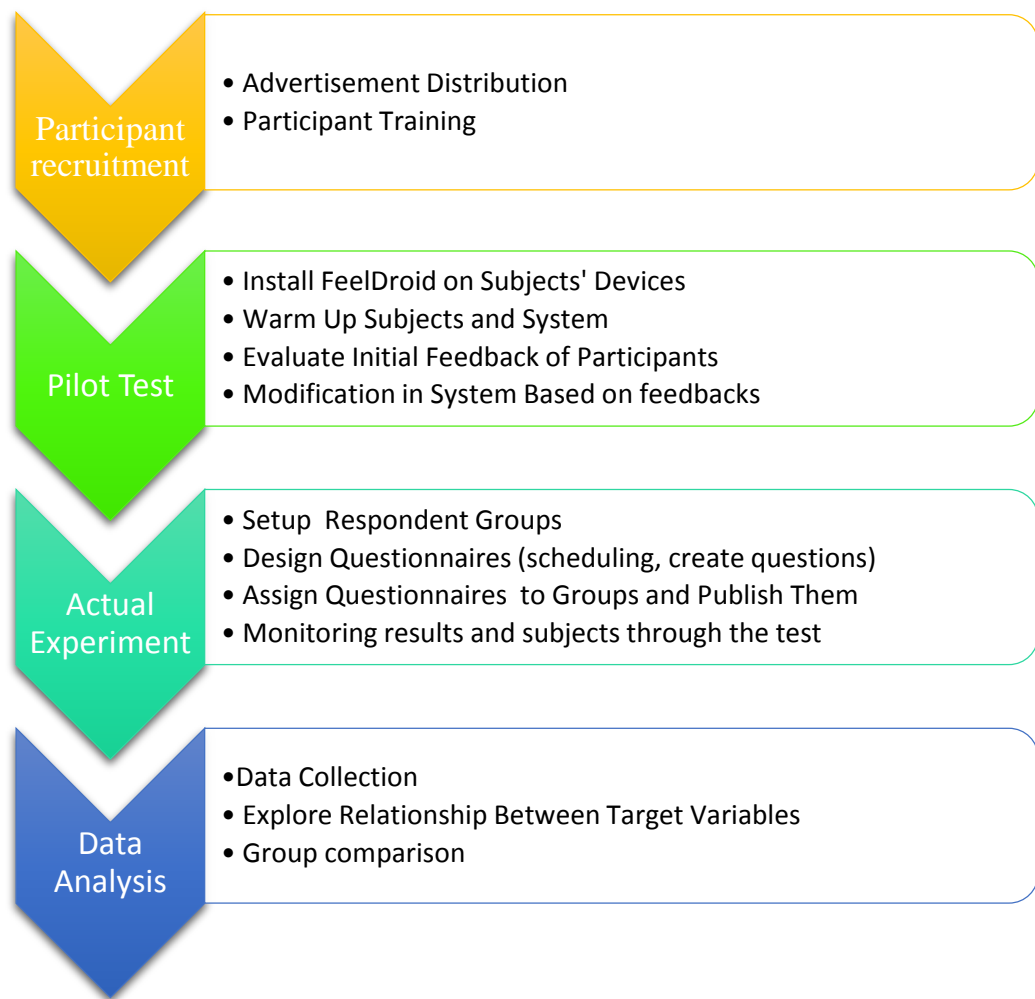 Participant
recruitment
• Advertisement Distribution
• Participant Training
Pilot Test
• Install FeelDroid on Subjects' Devices
• Warm Up Subjects and System
• Evaluate Initial Feedback of Participants
• Modification in System Based on feedbacks
Actual
Experiment
• Setup  Respondent Groups
• Design Questionnaires (scheduling, create questions)
• Assign Questionnaires  to Groups and Publish Them
• Monitoring results and subjects through the test
Data
Analysis
•Data Collection
• Explore Relationship Between Target Variables
• Group comparison